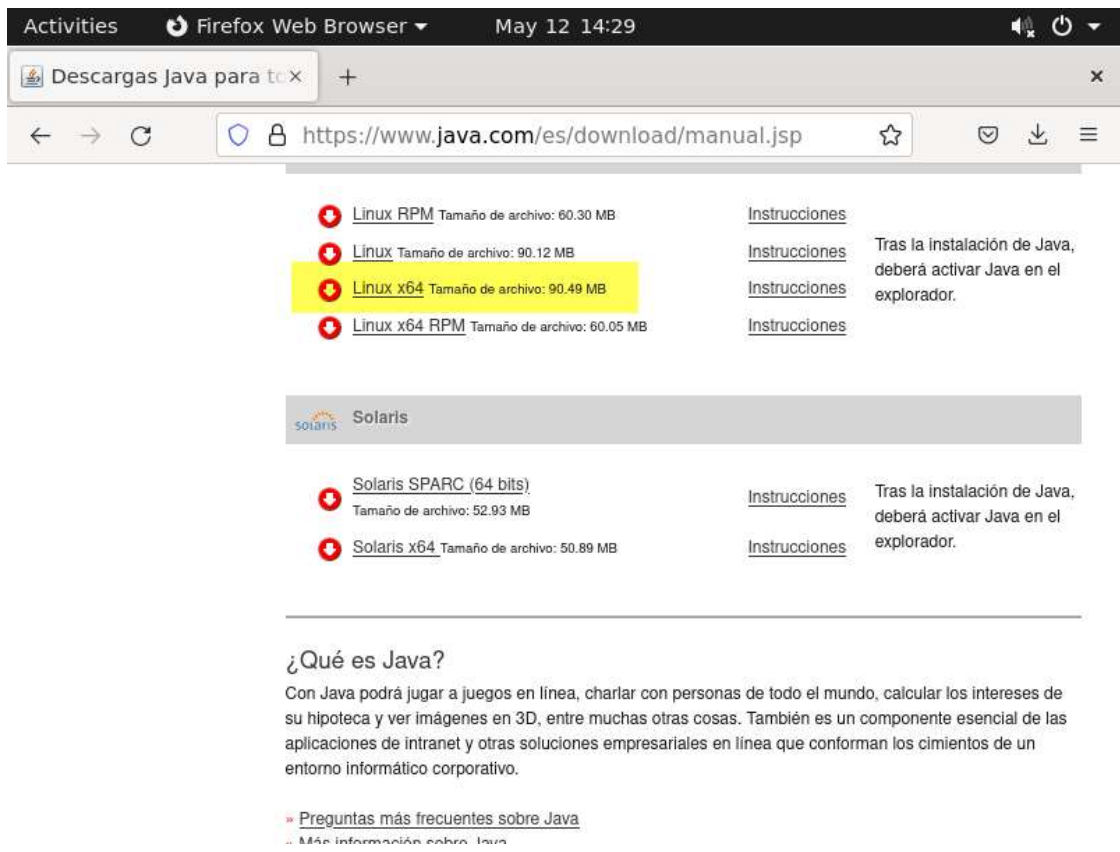 Activities Firefox Web Browser May 12 14:29
Descargas Java para to
https://www.java.com/es/download/manual.jsp
Linux RPM Tamaño de archivo: 60.30 MB Instrucciones
Linux Tamaño de archivo: 90.12 MB Instrucciones
Linux x64 Tamaño de archivo: 90.49 MB Instrucciones
Linux x64 RPM Tamaño de archivo: 60.05 MB Instrucciones
Tras la instalación de Java,
deberá activar Java en el
explorador.
solaris Solaris
Solaris SPARC (64 bits)
Tamaño de archivo: 52.93 MB Instrucciones
Solaris x64 Tamaño de archivo: 50.89 MB Instrucciones
Tras la instalación de Java,
deberá activar Java en el
explorador.
¿Qué es Java?
Con Java podrá jugar a juegos en línea, charlar con personas de todo el mundo, calcular los intereses de
su hipoteca y ver imágenes en 3D, entre muchas otras cosas. También es un componente esencial de las
aplicaciones de intranet y otras soluciones empresariales en línea que conforman los cimientos de un
entorno informático corporativo.
» Preguntas más frecuentes sobre Java
» Más información sobre Java